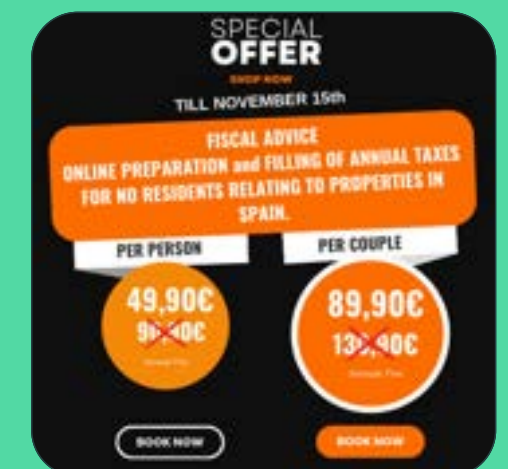 SPECIAL
OFFER
SHOP NOW
TILL NOVEMBER 15th
FISCAL ADVICE
ONLINE PREPARATION and FILLING OF ANNUAL TAXES
FOR NO RESIDENTS RELATING TO PROPERTIES IN
SPAIN.
PER PERSON
PER COUPLE
49,90€
89,90€
BOOK NOW
BOOK NOW